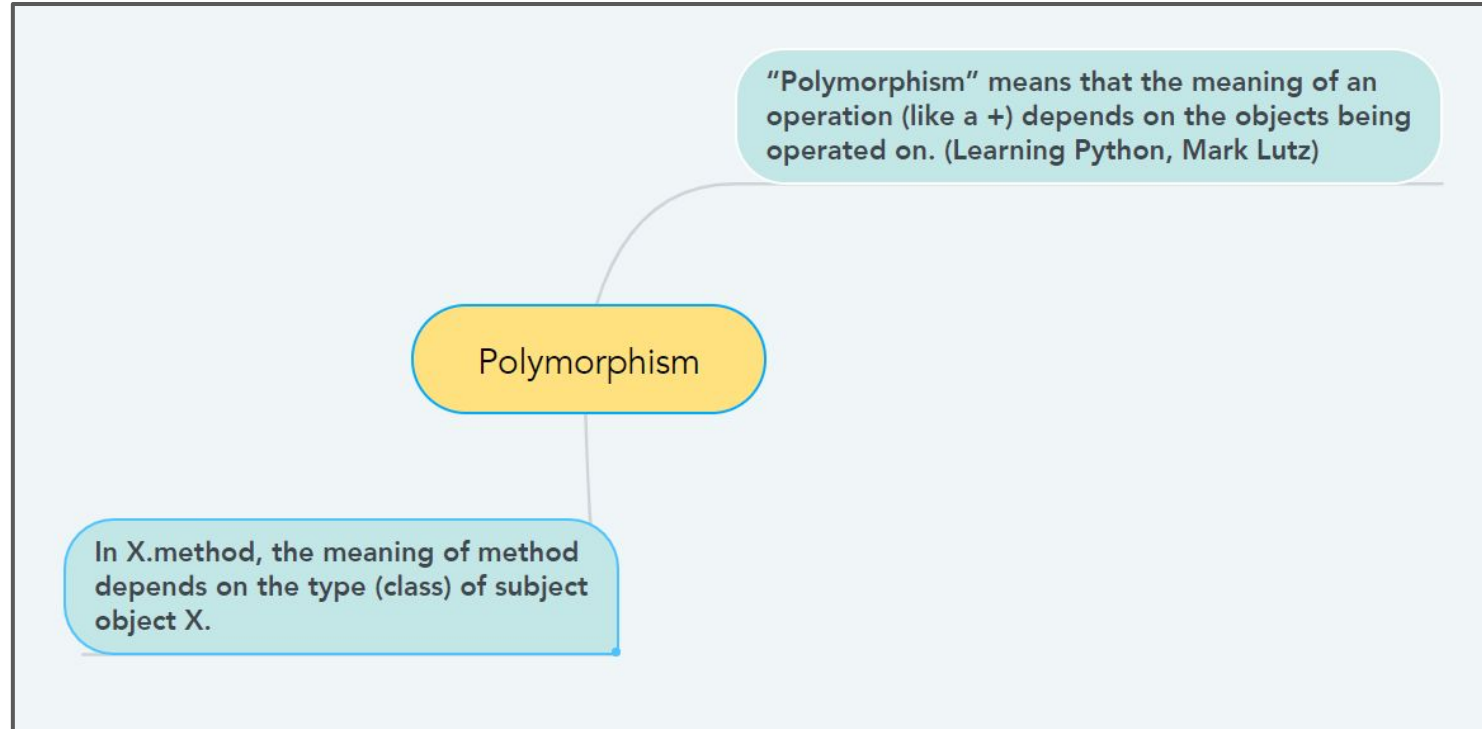 “Polymorphism” means that the meaning of an
operation (like a +) depends on the objects being
operated on. (Learning Python, Mark Lutz)
Polymorphism
In X.method, the meaning of method
depends on the type (class) of subject
object X.